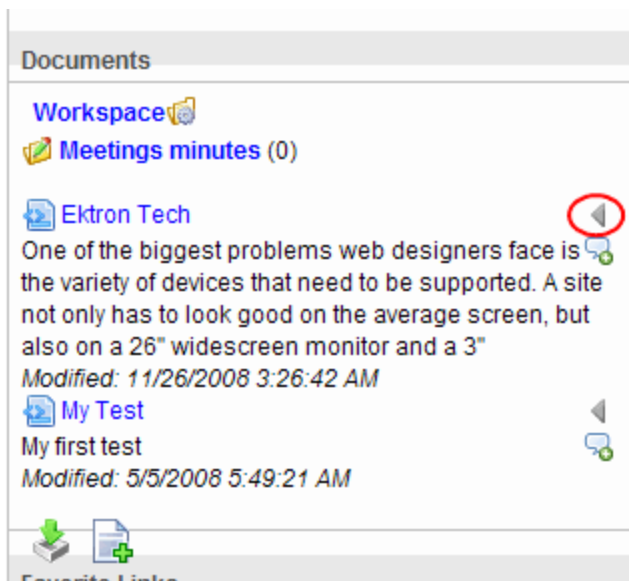 Documents
Workspace
Meetings minutes (0)
Ektron Tech
One of the biggest problems web designers face is
the variety of devices that need to be supported. A site
not only has to look good on the average screen, but
also on a 26" widescreen monitor and a 3"
Modified: 11/26/2008 3:26:42 AM
My Test
My first test
Modified: 5/5/2008 5:49:21 AM
Favorite Links